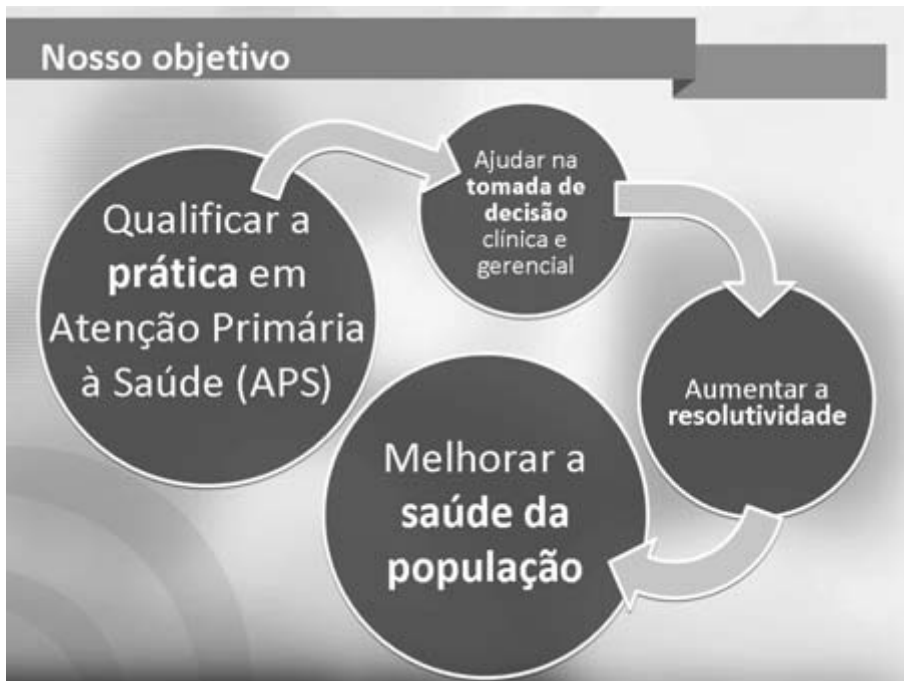 Nosso objetivo
Qualificar a
prática em
Atenção Primária
à Saúde (APS)
Ajudar na
tomada de
decisão
clínica e
gerencial
Aumentar a
resolutividade
Melhorar a
saúde da
população